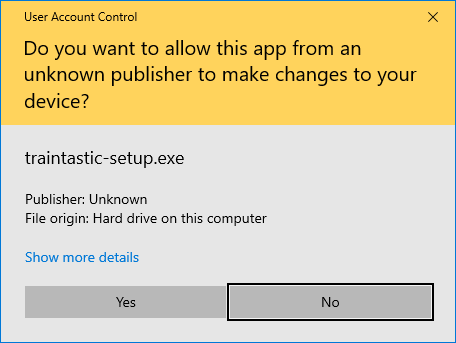 User Account Control
Do you want to allow this app from an
unknown publisher to make changes to your
device?
traintastic-setup.exe
Publisher: Unknown
File origin: Hard drive on this computer
Show more details
Yes
No